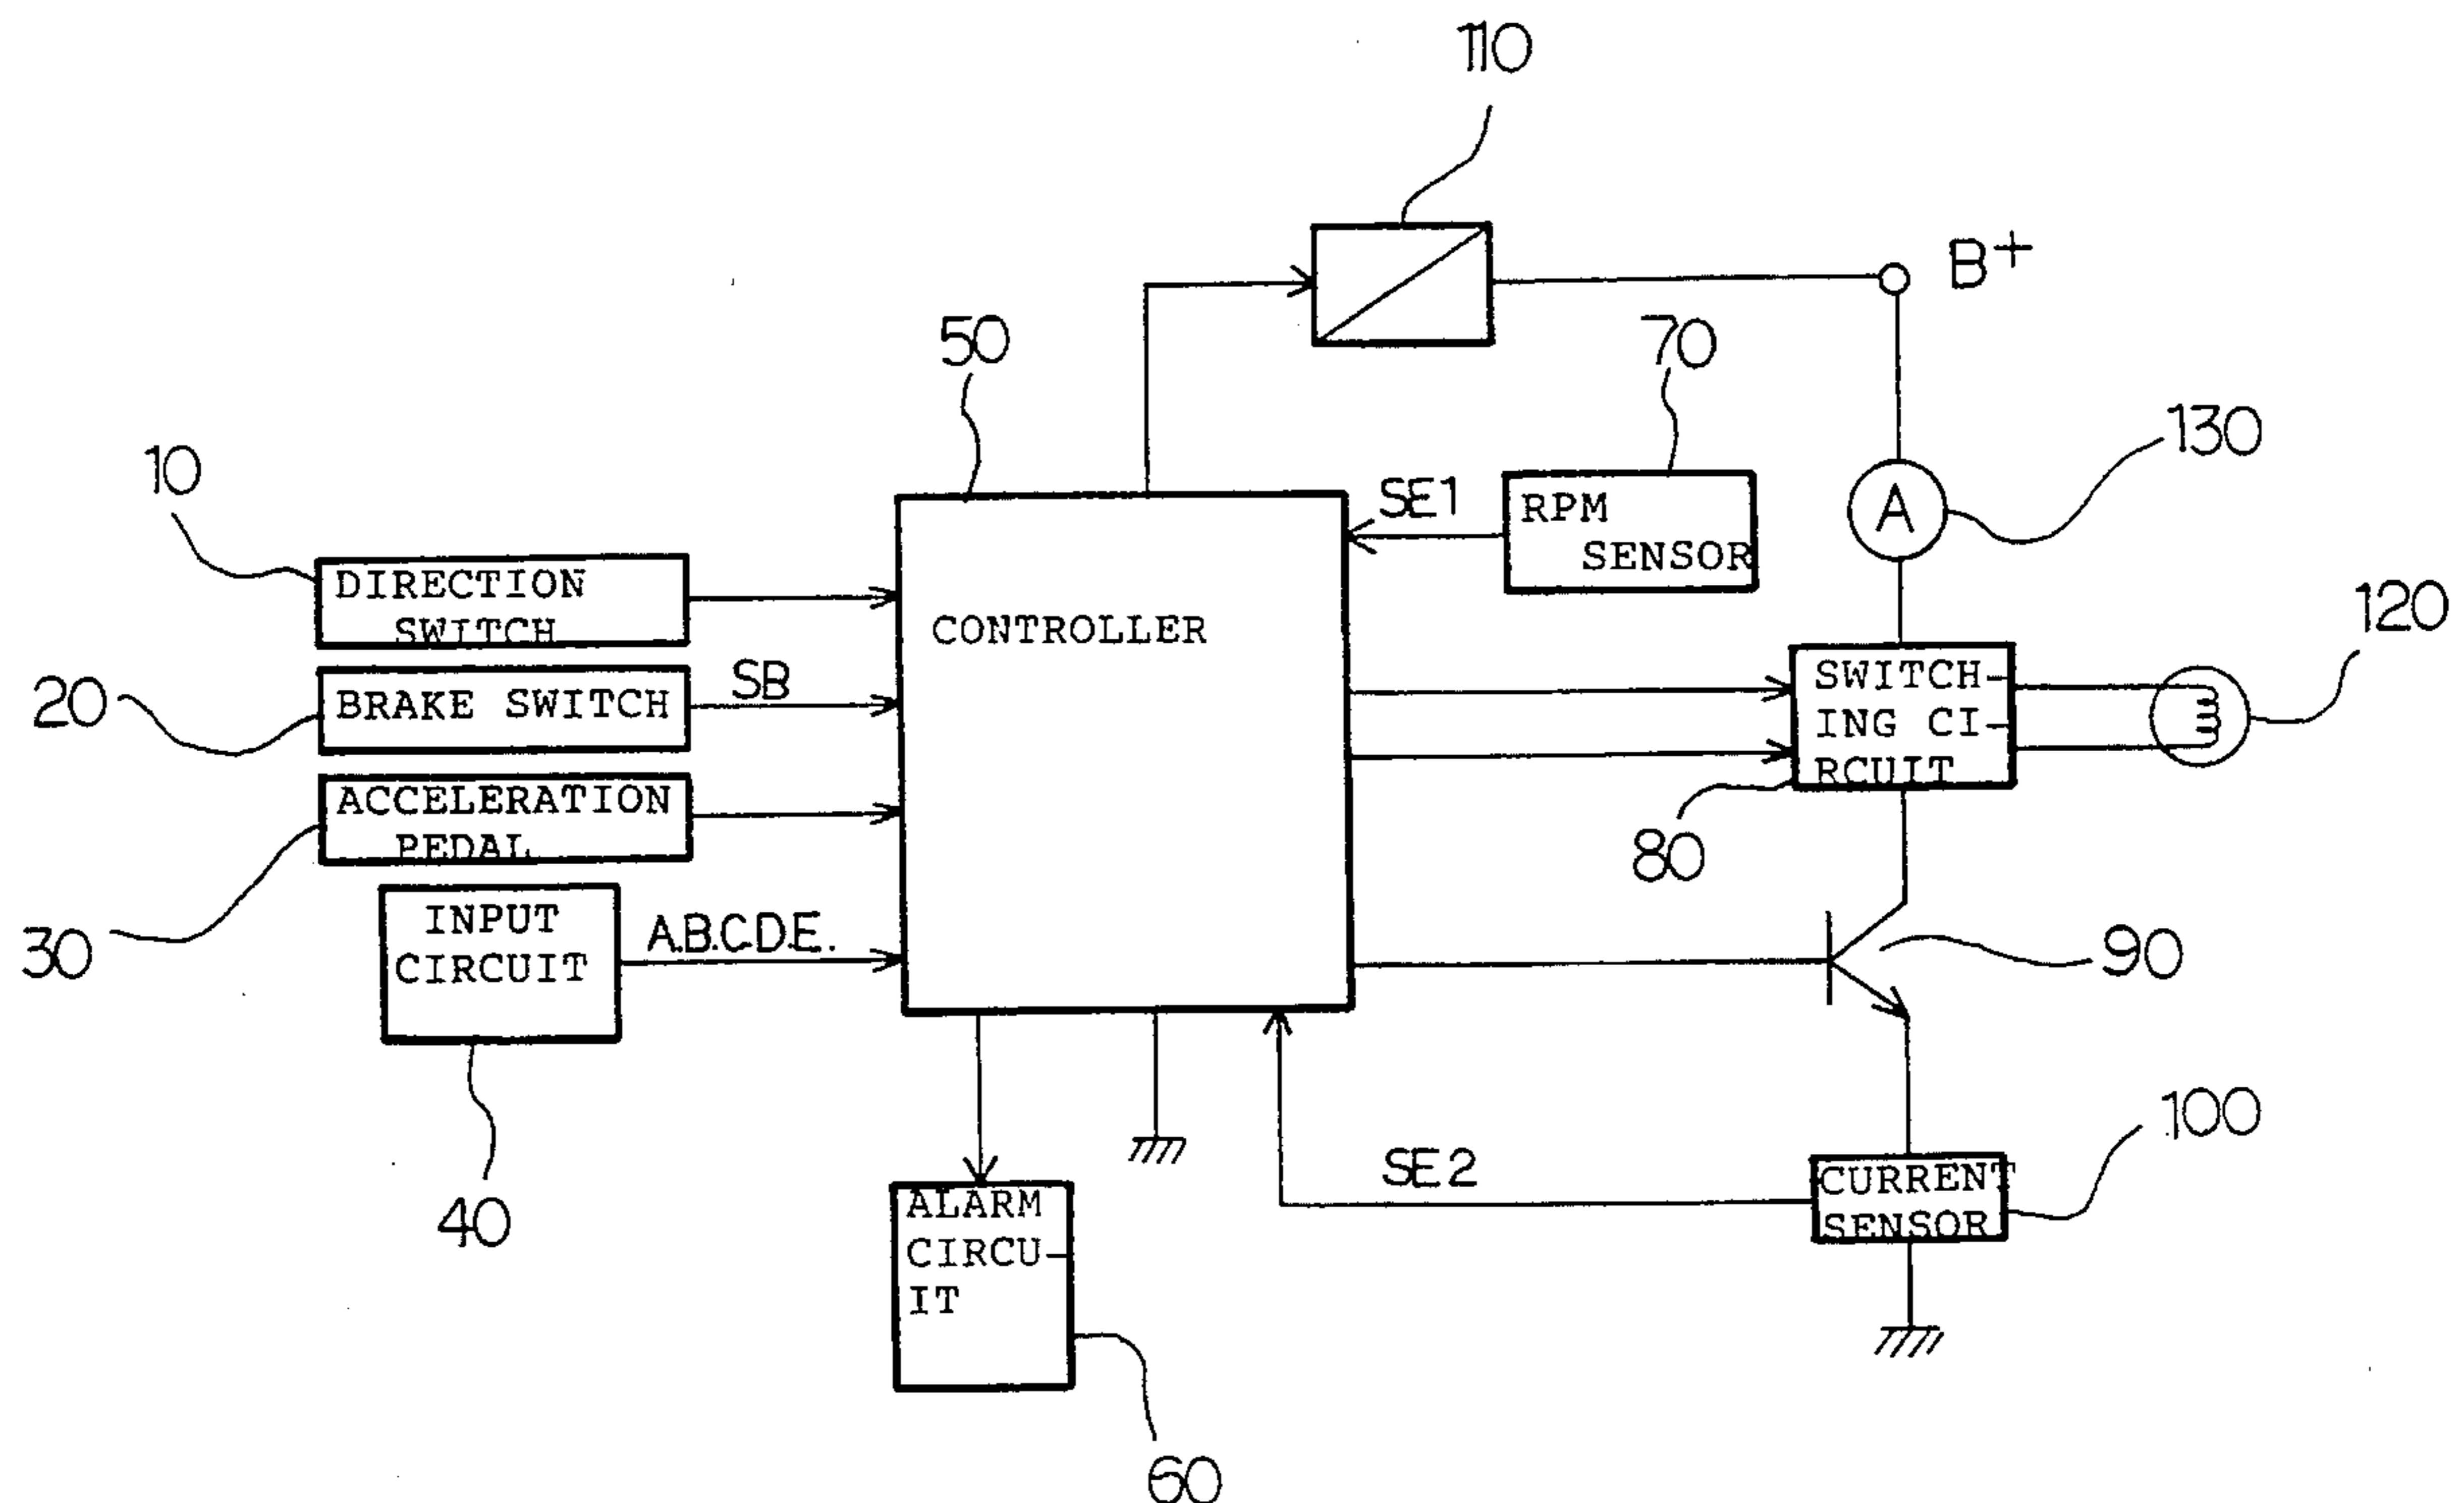 110
B+
50
70
130
10
SE1
RPM
SENSOR
A
DIRECTION
SWITCH
CONTROLLER
120
20
BRAKE SWITCH
SB
SWITCH-
ING CI-
RCUIT
ACCELERATION
PEDAL
80
30
INPUT
CIRCUIT
A.B.C.D.E.
90
40
ALARM
CIRCU-
IT
SE2
CURRENT
SENSOR
100
60